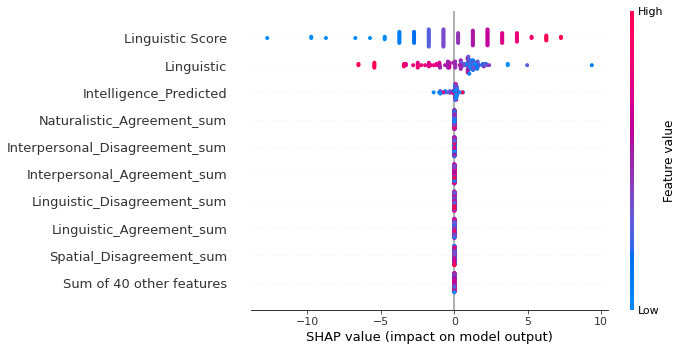 High
Linguistic Score
Linguistic
Intelligence_Predicted
Naturalistic_Agreement_sum
Interpersonal_Disagreement_sum
Interpersonal_Agreement_sum
Linguistic_Disagreement_sum
Linguistic_Agreement_sum
Spatial_Disagreement_sum
Sum of 40 other features
Feature value
Low
−10 −5 0 5 10
SHAP value (impact on model output)